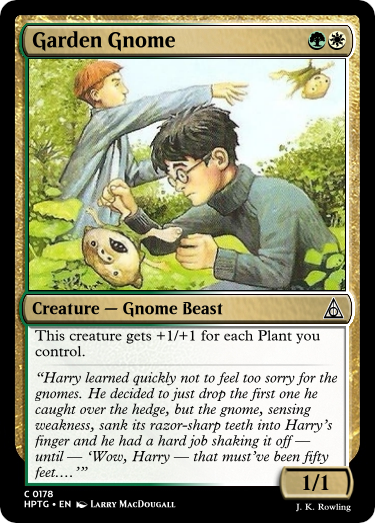 Garden Gnome
Creature — Gnome Beast
This creature gets +1/+1 for each Plant you
control.
“Harry learned quickly not to feel too sorry for the
gnomes. He decided to just drop the first one he
caught over the hedge, but the gnome, sensing
weakness, sank its razor-sharp teeth into Harry’s
finger and he had a hard job shaking it off —
until — ‘Wow, Harry — that must’ve been fifty
feet.…’”
1/1
C 0178
HPTG • EN Larry MacDougall
J. K. Rowling